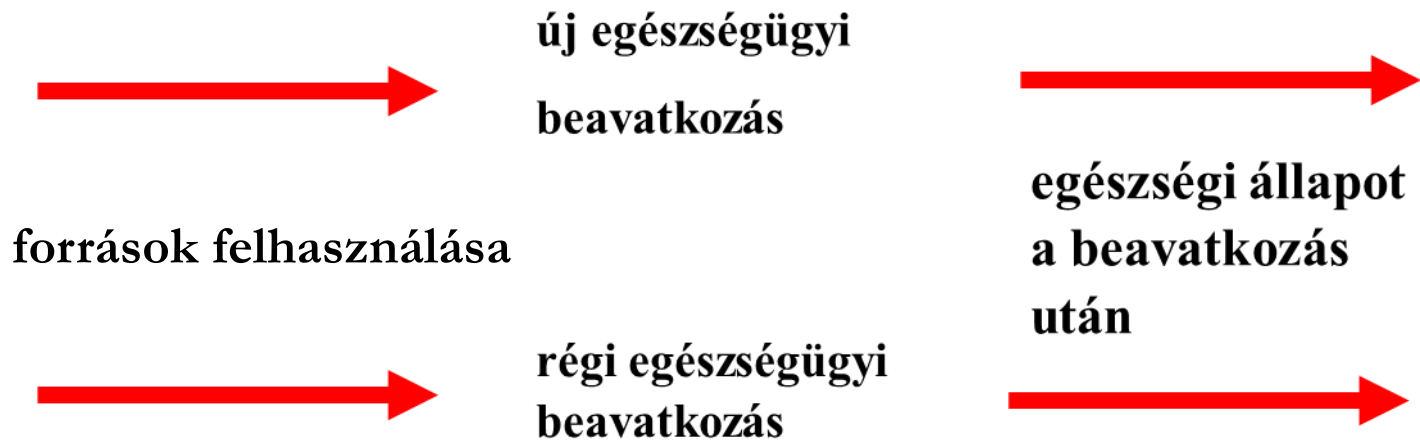 új egészségügyi
beavatkozás
források felhasználása
egészségi állapot
a beavatkozás
után
régi egészségügyi
beavatkozás